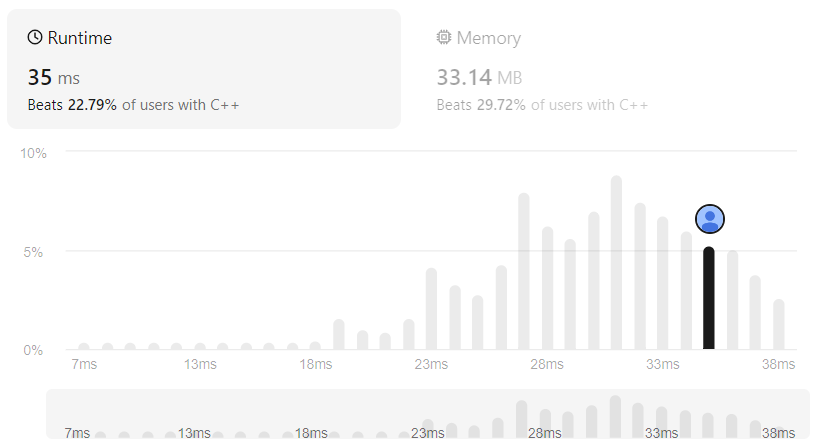 Runtime
35 ms
Beats 22.79% of users with C++
Memory
33.14 MB
Beats 29.72% of users with C++
10%
5%
0%
7ms 13ms 18ms 23ms 28ms 33ms 38ms
7ms 13ms 18ms 23ms 28ms 33ms 38ms